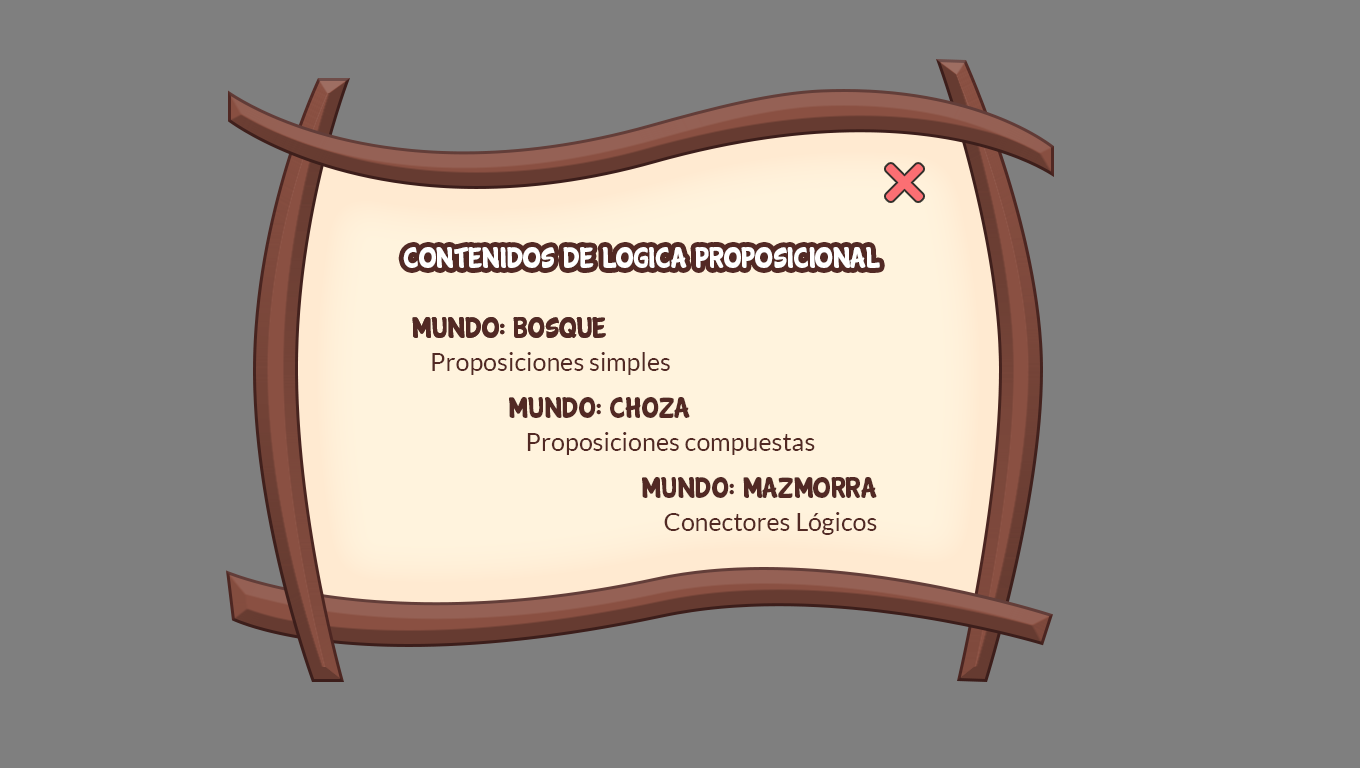 CONTENIDOS DE LOGICA PROPOSICIONAL
MUNDO: BOSQUE
Proposiciones simples
MUNDO: CHOZA
Proposiciones compuestas
MUNDO: MAZMORRA
Conectores Lógicos